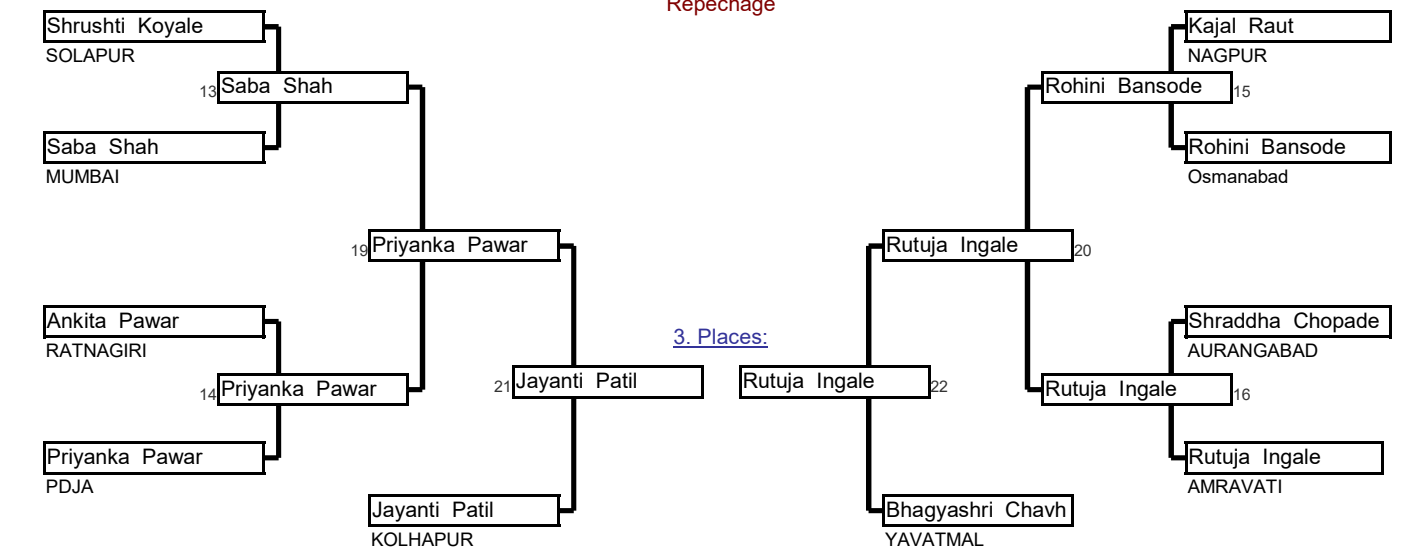 Repechage
Shrushti Koyale
SOLAPUR
13 Saba Shah
Saba Shah
MUMBAI
19 Priyanka Pawar
Ankita Pawar
RATNAGIRI
14 Priyanka Pawar
Priyanka Pawar
PDJA
21 Jayanti Patil
Jayanti Patil
KOLHAPUR
3. Places:
Kajal Raut
NAGPUR
Rohini Bansode 15
Rohini Bansode
Osmanabad
Rutuja Ingale 20
Shraddha Chopade
AURANGABAD
Rutuja Ingale 16
Rutuja Ingale
AMRAVATI
Rutuja Ingale 22
Bhagyashri Chavh
YAVATMAL